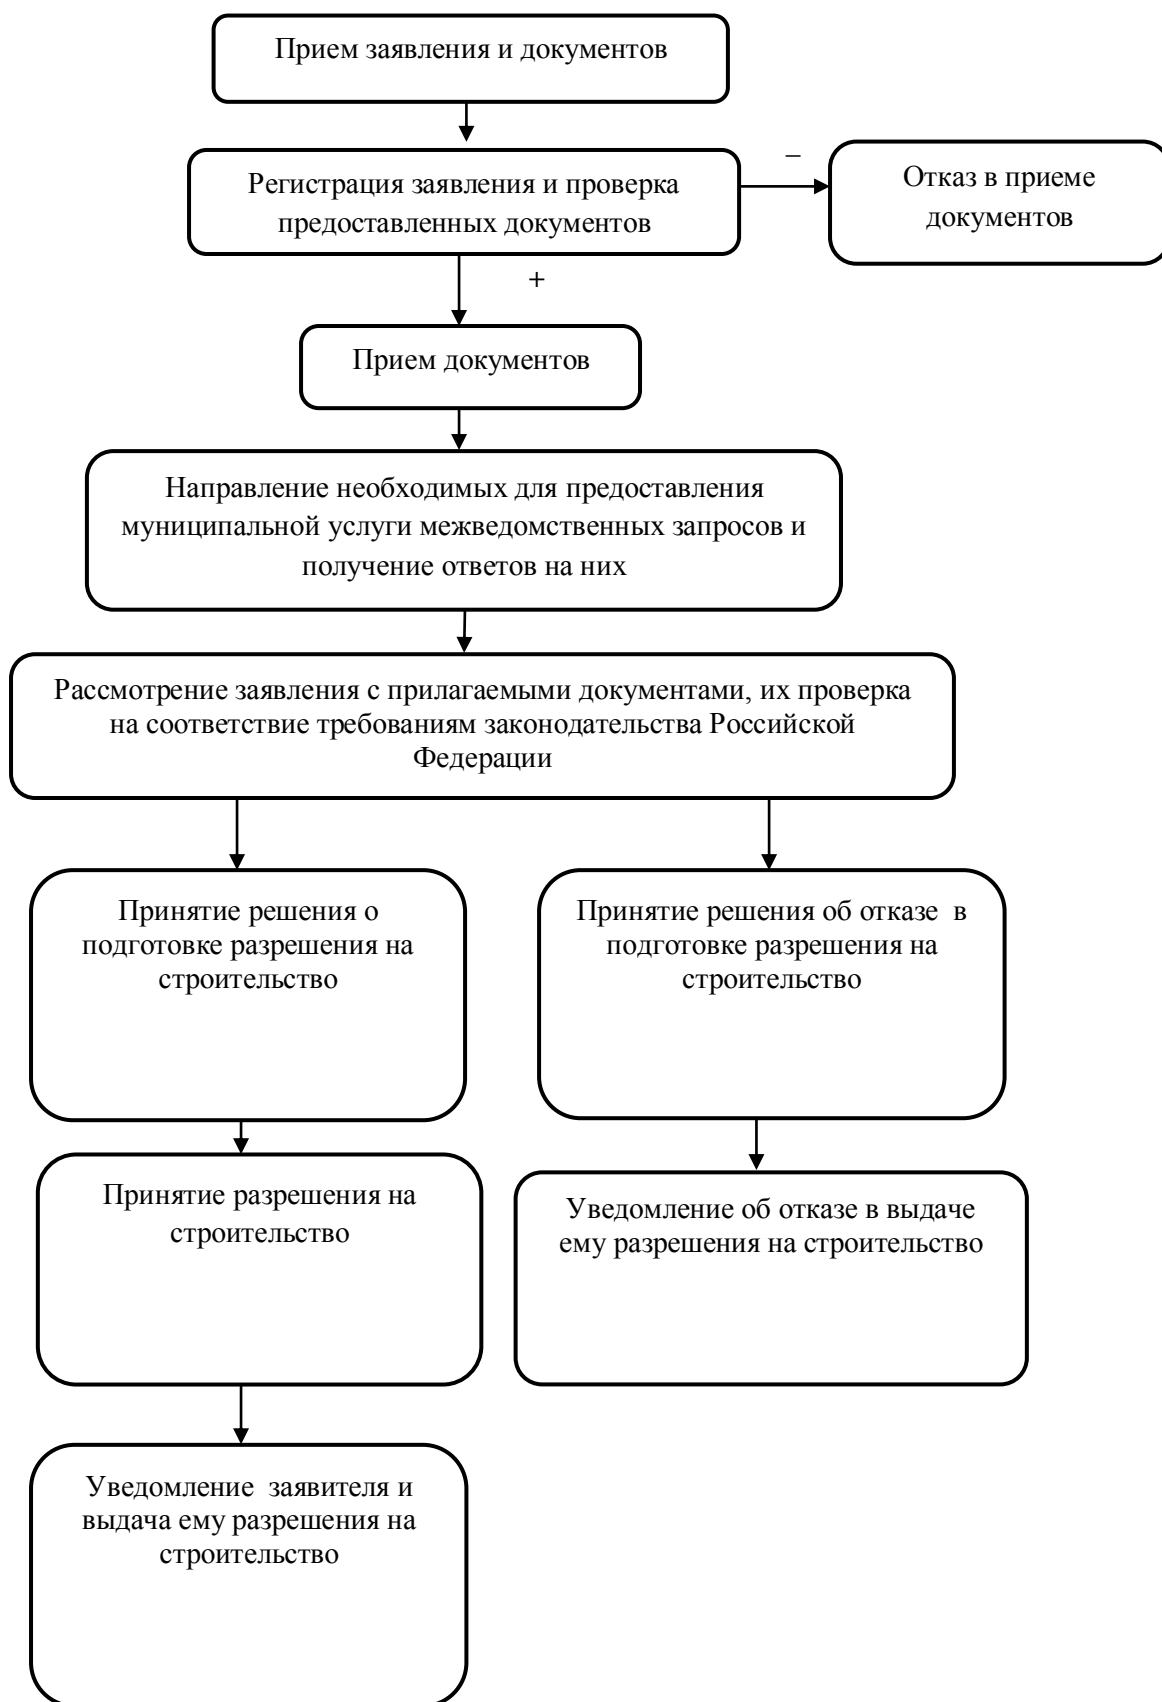 Прием заявления и документов
Регистрация заявления и проверка
предоставленных документов
–
Отказ в приеме
документов
+
Прием документов
Направление необходимых для предоставления
муниципальной услуги межведомственных запросов и
получение ответов на них
Рассмотрение заявления с прилагаемыми документами, их проверка
на соответствие требованиям законодательства Российской
Федерации
Принятие решения о
подготовке разрешения на
строительство
Принятие решения об отказе в
подготовке разрешения на
строительство
Принятие разрешения на
строительство
Уведомление об отказе в выдаче
ему разрешения на строительство
Уведомление заявителя и
выдача ему разрешения на
строительство